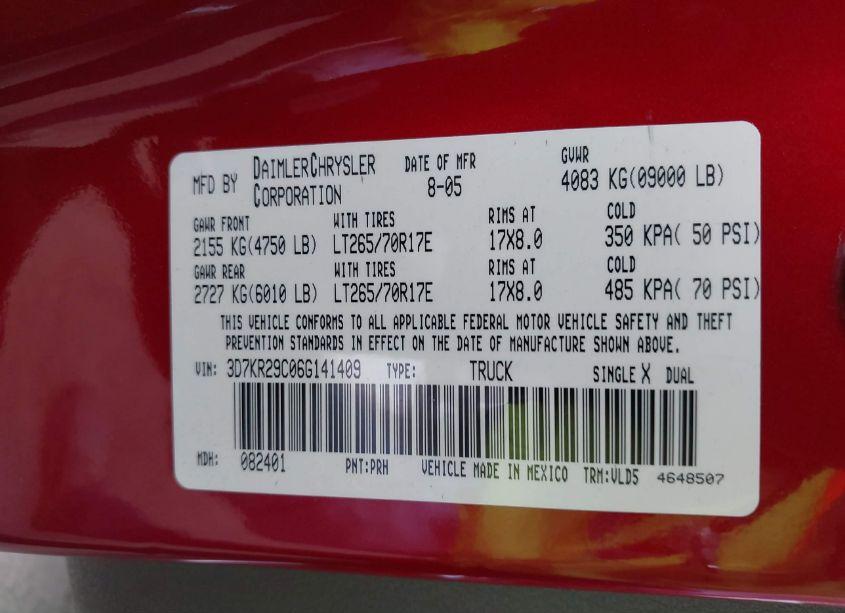 MFD BY DAIMLERCHRYSLER CORPORATION DATE OF MFR 8-05 GVWR 4083 KG(09000 LB)
GAWR FRONT WITH TIRES RIMS AT COLD
2155 KG(4750 LB) LT265/70R17E 17X8.0 350 KPA( 50 PSI)
GAWR REAR WITH TIRES RIMS AT COLD
2727 KG(6010 LB) LT265/70R17E 17X8.0 485 KPA( 70 PSI)
THIS VEHICLE CONFORMS TO ALL APPLICABLE FEDERAL MOTOR VEHICLE SAFETY AND THEFT
PREVENTION STANDARDS IN EFFECT ON THE DATE OF MANUFACTURE SHOWN ABOVE.
VIN: 3D7KR29C06G141409 TYPE: TRUCK SINGLE X DUAL
MDH: 082401 PNT:PRH VEHICLE MADE IN MEXICO TRM:VLD5 4648507